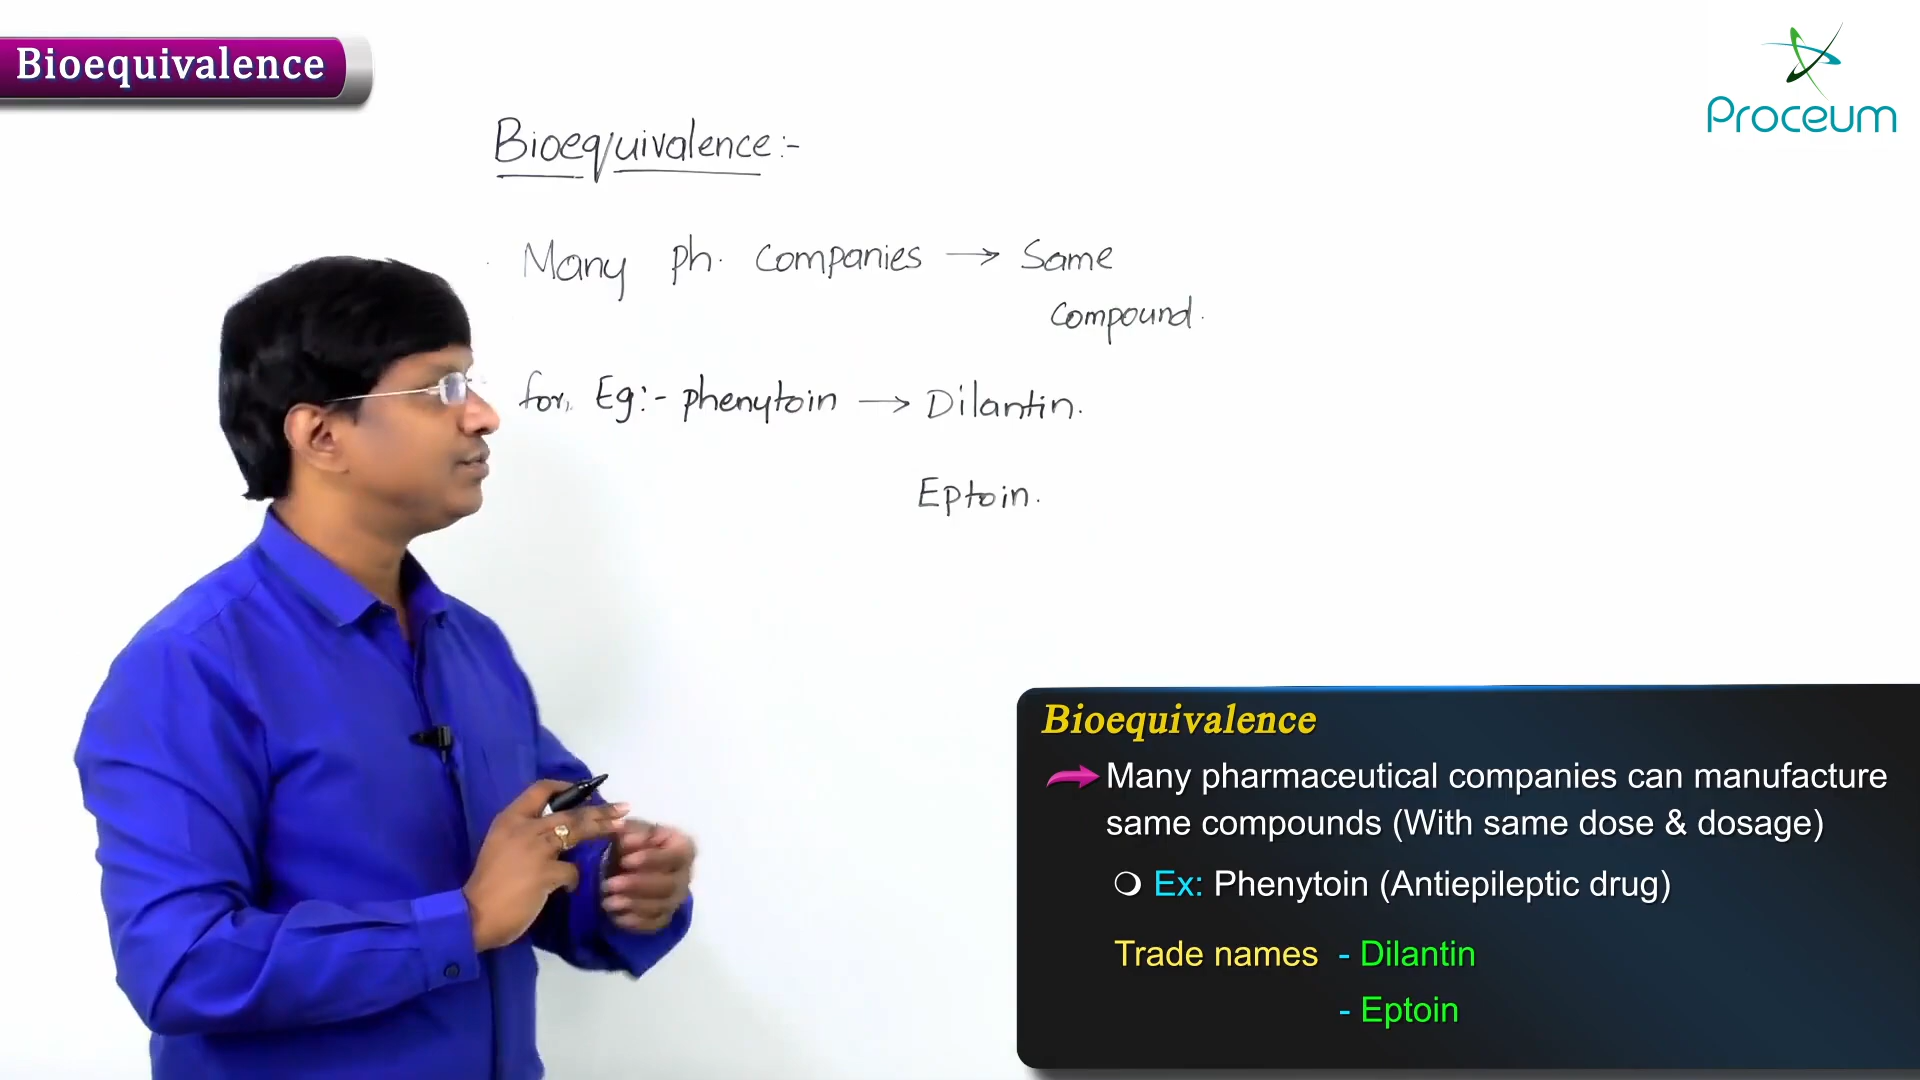 Bioequivalence
Proceum
Bioequivalence:-
Many ph. companies → Same
compound.
for, Eg:- phenytoin → Dilantin.
Eptoin.
Bioequivalence
Many pharmaceutical companies can manufacture
same compounds (With same dose & dosage)
Ex: Phenytoin (Antiepileptic drug)
Trade names - Dilantin
- Eptoin